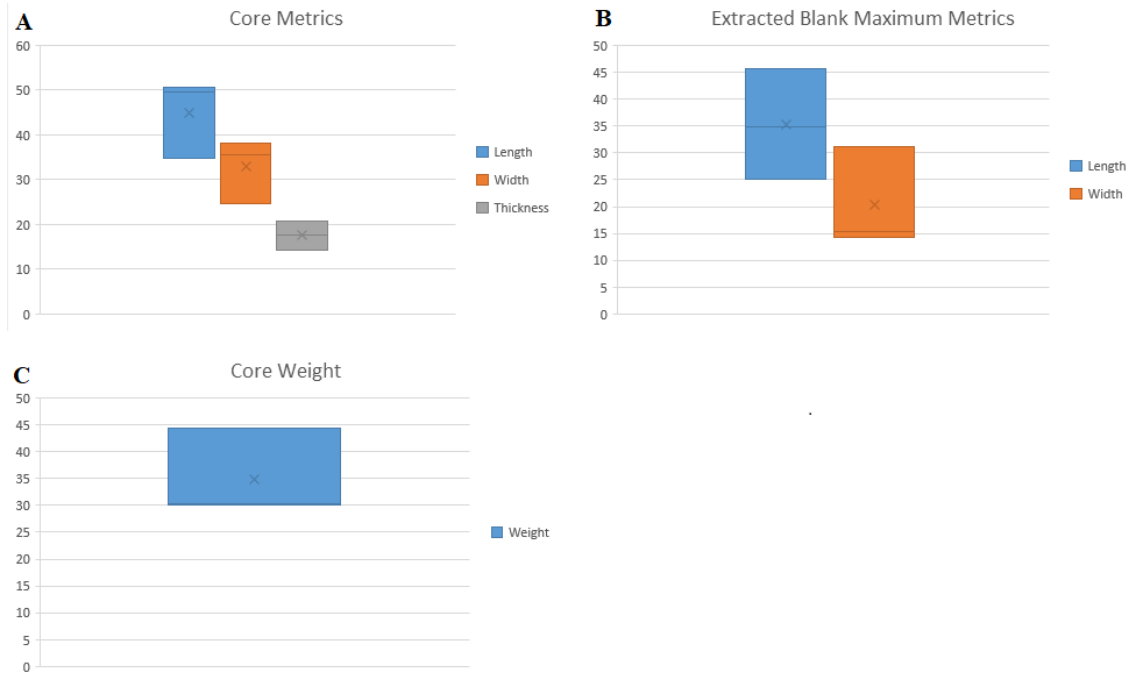 A
Core Metrics
60
50
40
30
20
10
0
Length
Width
Thickness
B
Extracted Blank Maximum Metrics
50
45
40
35
30
25
20
15
10
5
0
Length
Width
C
Core Weight
50
45
40
35
30
25
20
15
10
5
0
Weight
.